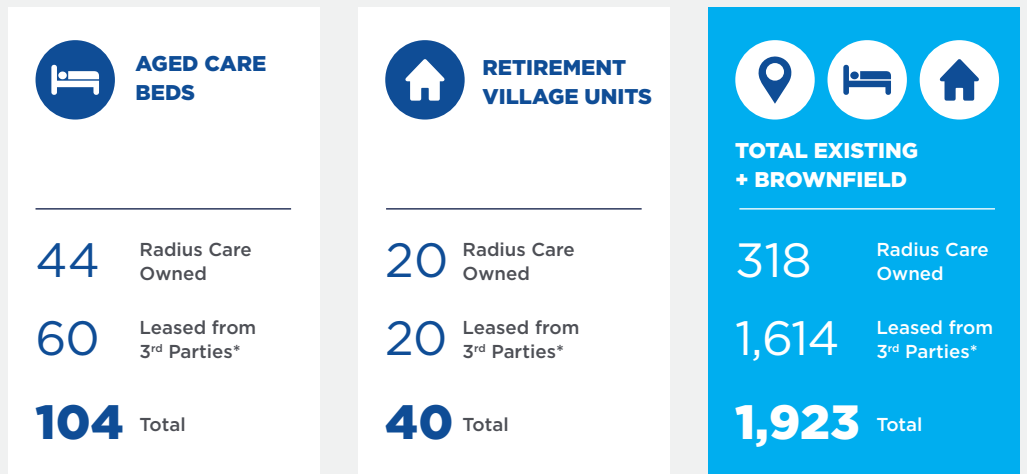 AGED CARE
BEDS
44
Radius Care
Owned
60
Leased from
3rd Parties*
104 Total
RETIREMENT
VILLAGE UNITS
20
Radius Care
Owned
20
Leased from
3rd Parties*
40 Total
TOTAL EXISTING
+ BROWNFIELD
318
Radius Care
Owned
1,614
Leased from
3rd Parties*
1,923 Total